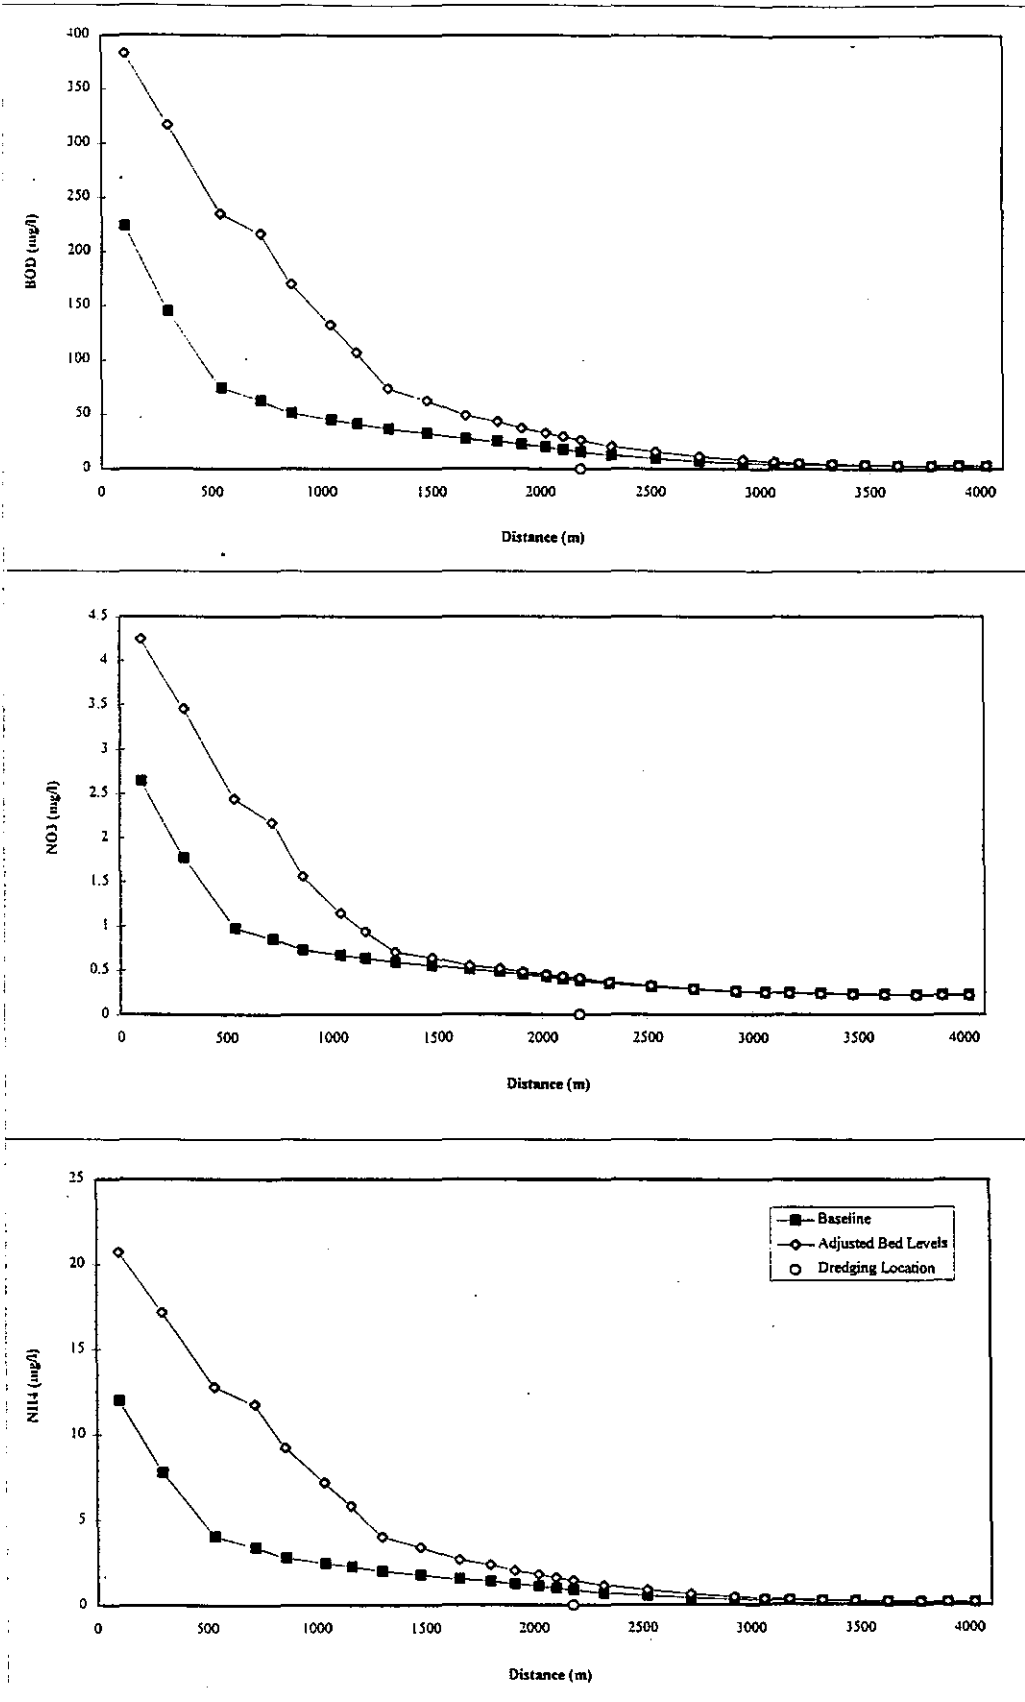 400
350
300
250
200
150
100
50
0
BOD (mg/l)
0 500 1000 1500 2000 2500 3000 3500 4000
Distance (m)
4.5
4
3.5
3
2.5
2
1.5
1
0.5
0
NO3 (mg/l)
0 500 1000 1500 2000 2500 3000 3500 4000
Distance (m)
25
20
15
10
5
0
NH4 (mg/l)
Baseline
Adjusted Bed Levels
Dredging Location
0 500 1000 1500 2000 2500 3000 3500 4000
Distance (m)